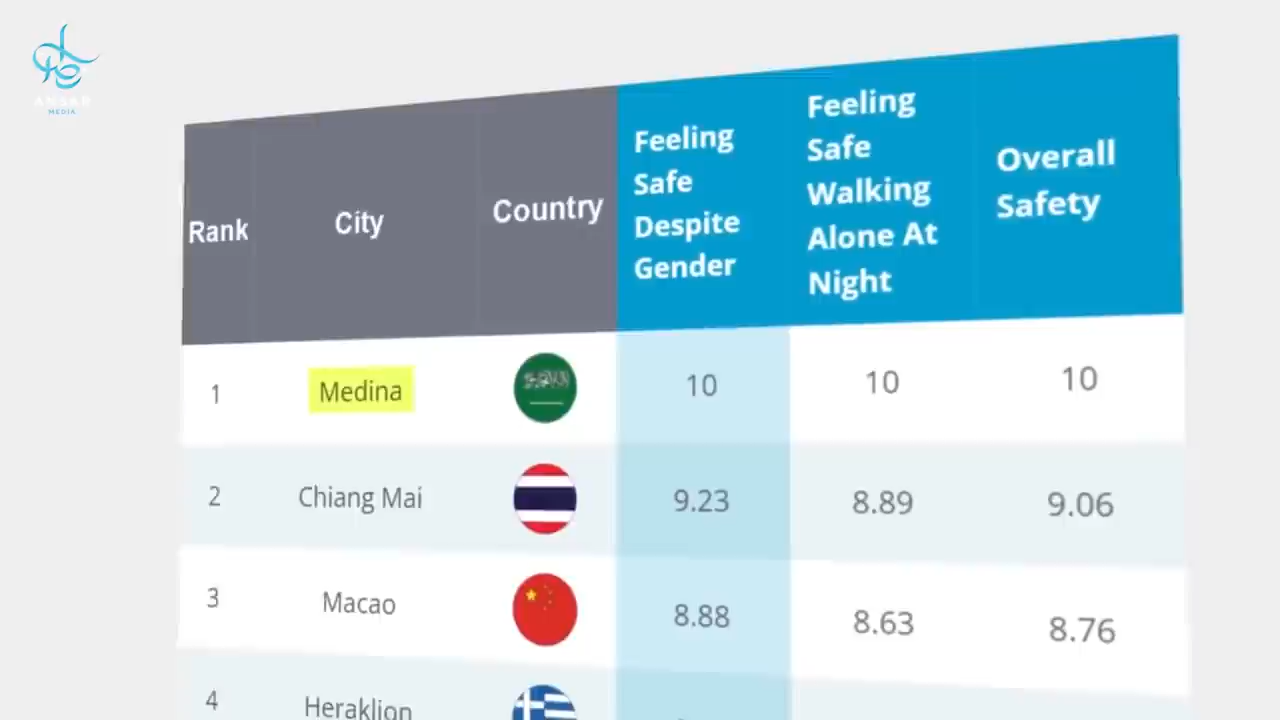 ANSAR
MEDIA
Rank
City
Country
Feeling
Safe
Despite
Gender
Feeling
Safe
Walking
Alone At
Night
Overall
Safety
1 Medina 10 10 10
2 Chiang Mai 9.23 8.89 9.06
3 Macao 8.88 8.63 8.76
4 Heraklion